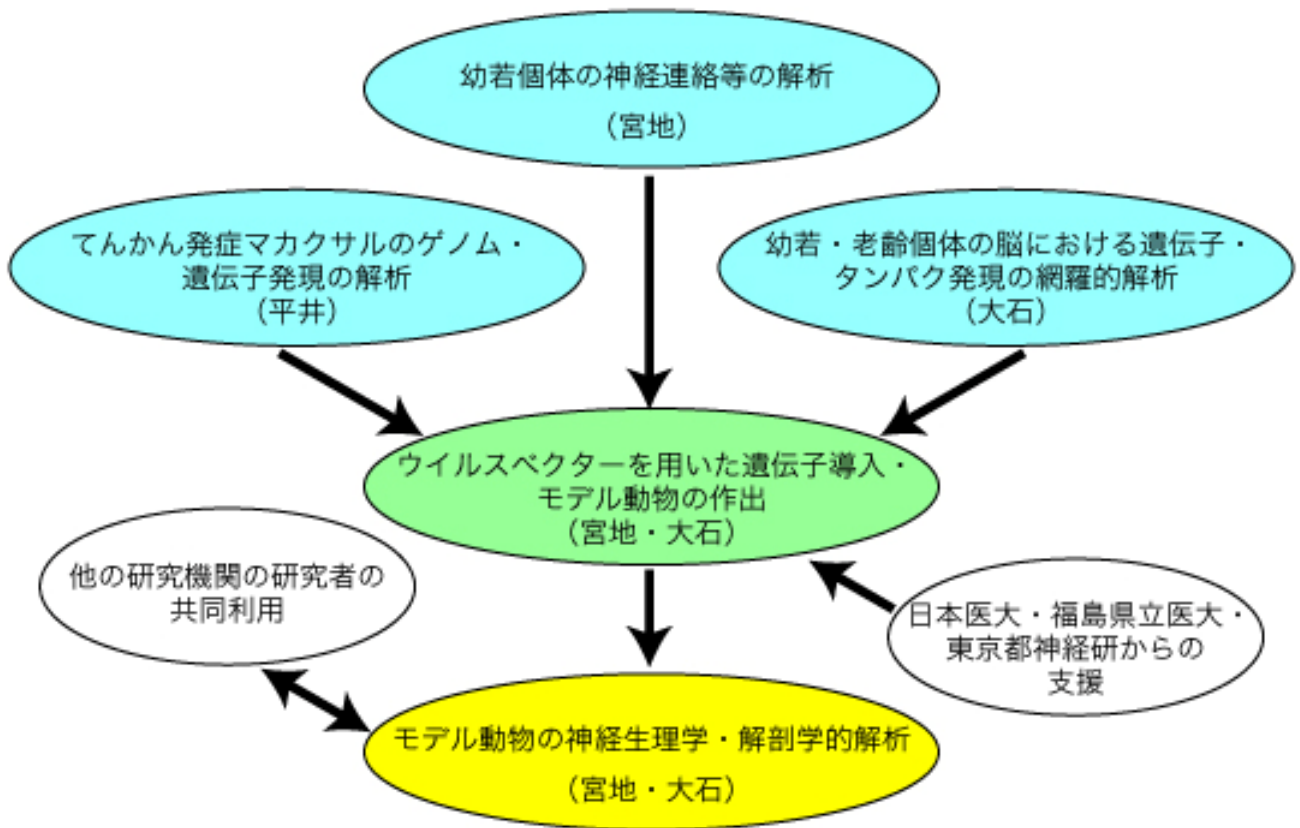 幼若個体の神経連絡等の解析
（宮地）
てんかん発症マカクサルのゲノム・
遺伝子発現の解析
（平井）
幼若・老齢個体の脳における遺伝子・
タンパク発現の網羅的解析
（大石）
ウイルスベクターを用いた遺伝子導入・
モデル動物の作出
（宮地・大石）
他の研究機関の研究者の
共同利用
日本医大・福島県立医大・
東京都神経研からの
支援
モデル動物の神経生理学・解剖学的解析
（宮地・大石）